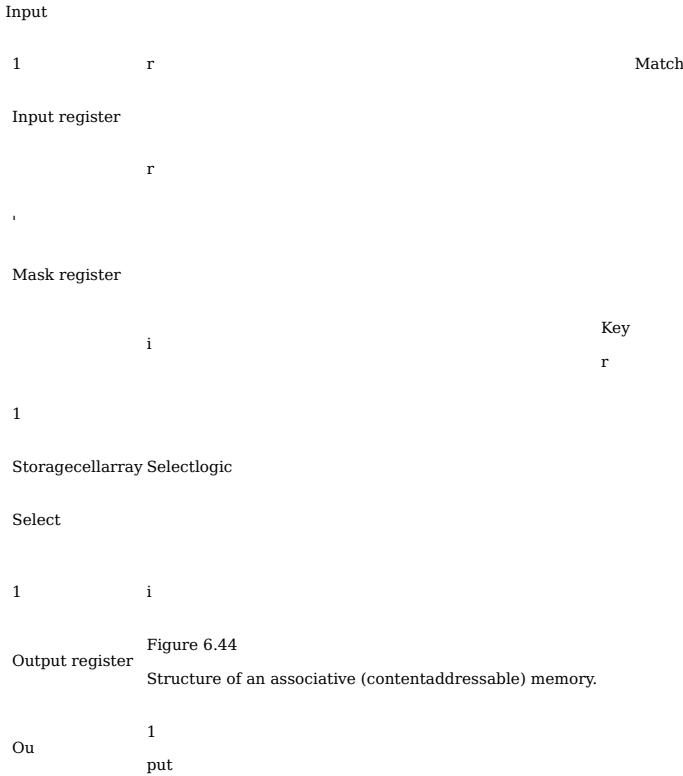 Input
1 r Match
Input register
r
'
Mask register
Key
i
r
1
Storagecellarray Selectlogic
Select
1 i
Figure 6.44
Output register
Structure of an associative (contentaddressable) memory.
1
Ou
put